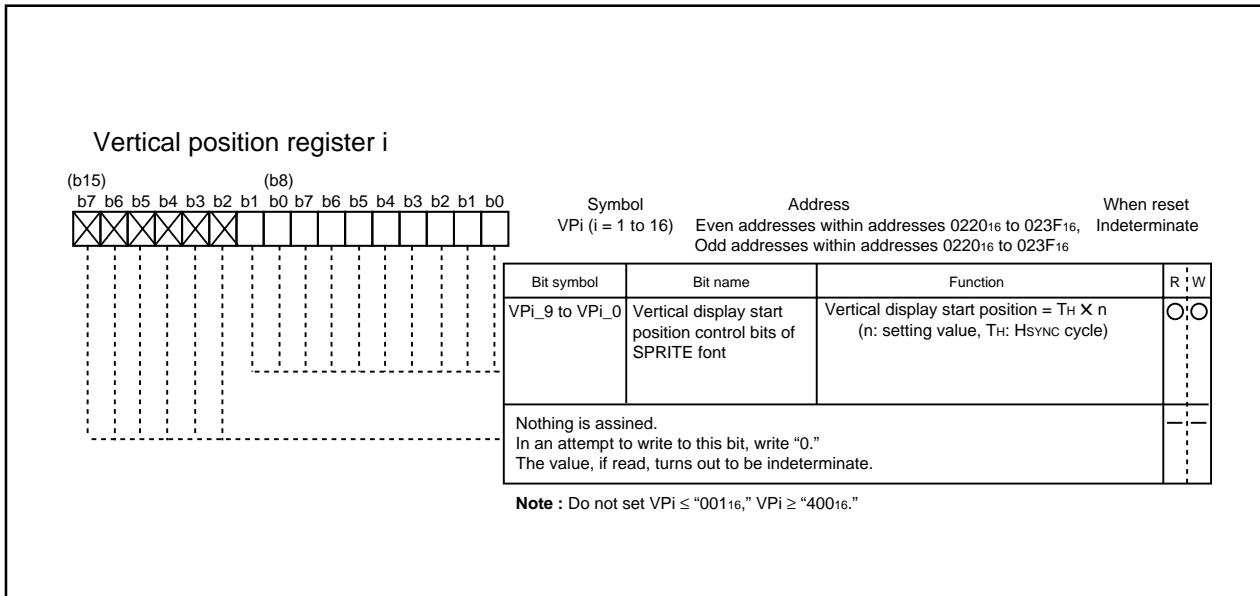 Vertical position register i
(b15) (b8)
b7 b6 b5 b4 b3 b2 b1 b0 b7 b6 b5 b4 b3 b2 b1 b0
Symbol Address When reset
VPi (i = 1 to 16) Even addresses within addresses 0220₁₆ to 023F₁₆, Indeterminate
Odd addresses within addresses 0220₁₆ to 023F₁₆
Bit symbol Bit name Function R W
VPi_9 to VPi_0 Vertical display start Vertical display start position = TH × n
position control bits of (n: setting value, TH: HSYNC cycle)
SPRITE font
Nothing is assined.
In an attempt to write to this bit, write “0.”
The value, if read, turns out to be indeterminate.
Note : Do not set VPi ≤ “001₁₆,” VPi ≥ “400₁₆.”